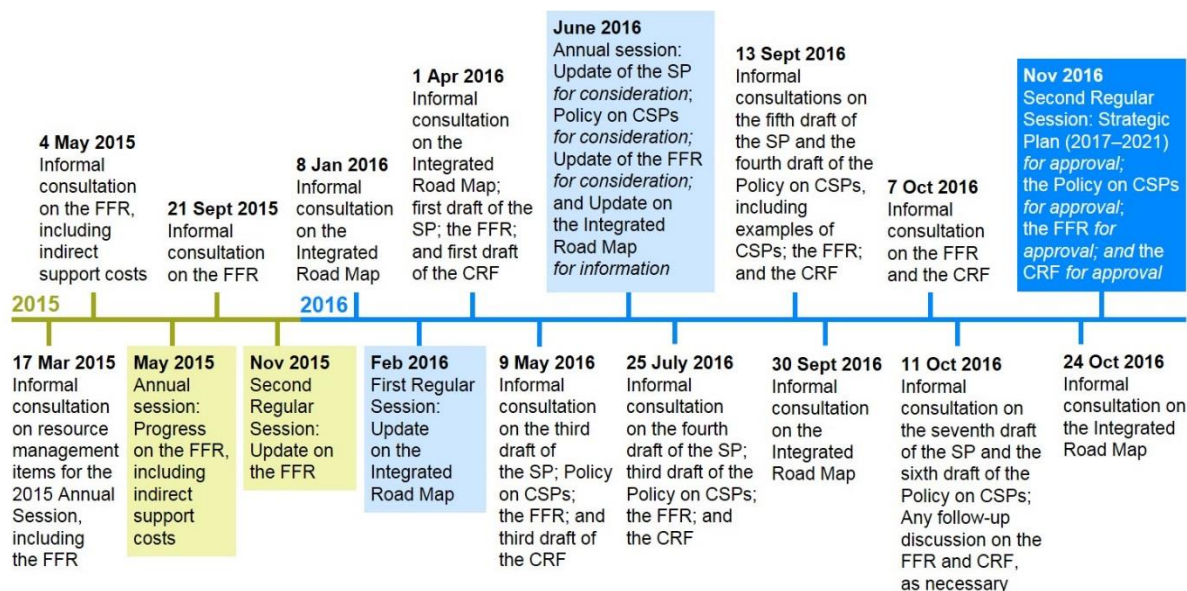 4 May 2015
Informal
consultation
on the FFR,
including
indirect
support costs
21 Sept 2015
Informal
consultation
on the FFR
8 Jan 2016
Informal
consultation
on the
Integrated
Road Map
1 Apr 2016
Informal
consultation
on the
Integrated
Road Map;
first draft of the
SP; the FFR;
and first draft
of the CRF
June 2016
Annual session:
Update of the SP
for consideration;
Policy on CSPs
for consideration;
Update of the FFR
for consideration;
and Update on
the Integrated
Road Map
for information
13 Sept 2016
Informal
consultations on
the fifth draft of
the SP and the
fourth draft of the
Policy on CSPs,
including
examples of
CSPs; the FFR;
and the CRF
7 Oct 2016
Informal
consultation
on the FFR
and the CRF
Nov 2016
Second Regular
Session: Strategic
Plan (2017–2021)
for approval;
the Policy on CSPs
for approval;
the FFR for
approval; and the
CRF for approval
2015
2016
17 Mar 2015
Informal
consultation
on resource
management
items for the
2015 Annual
Session,
including
the FFR
May 2015
Annual
session:
Progress
on the FFR,
including
indirect
support
costs
Nov 2015
Second
Regular
Session:
Update on
the FFR
Feb 2016
First Regular
Session:
Update
on the
Integrated
Road Map
9 May 2016
Informal
consultation
on the third
draft of
the SP; Policy
on CSPs;
the FFR; and
third draft of
the CRF
25 July 2016
Informal
consultation
on the fourth
draft of the SP;
third draft of the
Policy on CSPs;
the FFR; and
the CRF
30 Sept 2016
Informal
consultation
on the
Integrated
Road Map
11 Oct 2016
Informal
consultation on
the seventh draft
of the SP and the
sixth draft of the
Policy on CSPs;
Any follow-up
discussion on the
FFR and CRF,
as necessary
24 Oct 2016
Informal
consultation on
the Integrated
Road Map